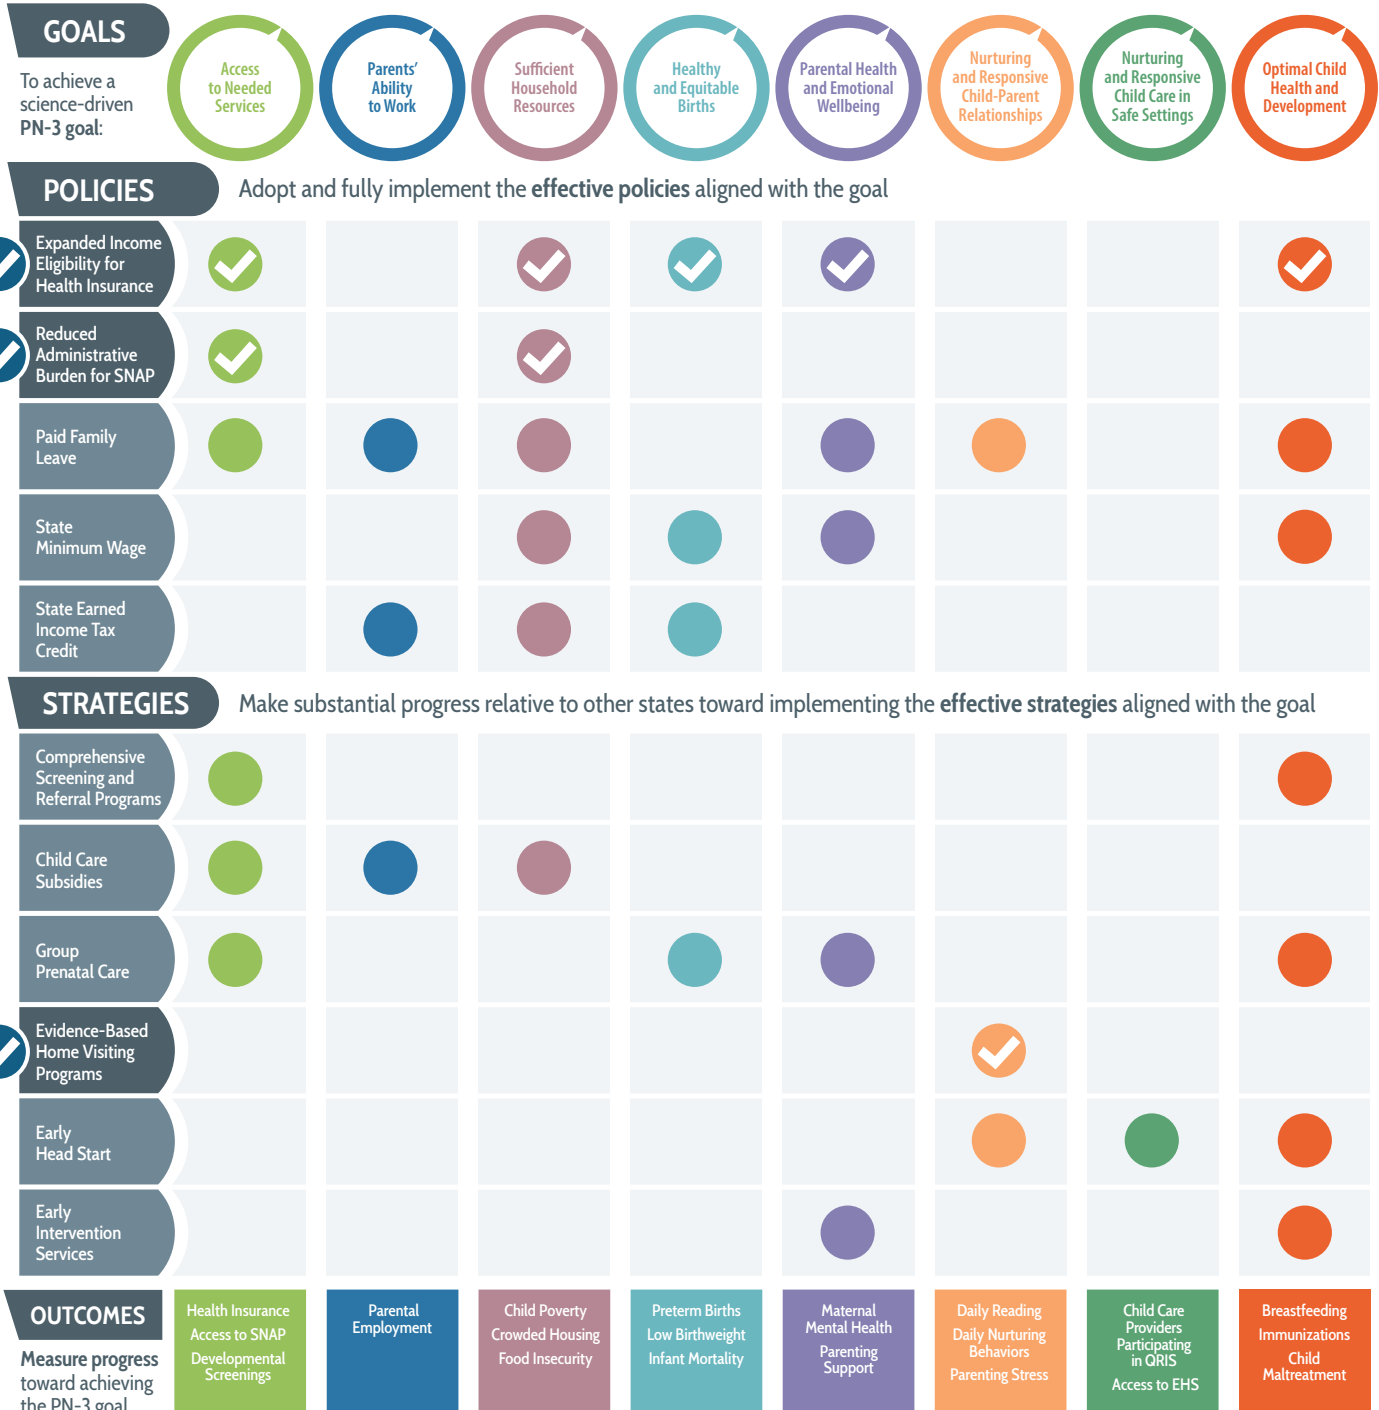 GOALS
To achieve a
science-driven
PN-3 goal:
Access
to Needed
Services
Parents’
Ability
to Work
Sufficient
Household
Resources
Healthy
and Equitable
Births
Parental Health
and Emotional
Wellbeing
Nurturing
and Responsive
Child-Parent
Relationships
Nurturing
and Responsive
Child Care in
Safe Settings
Optimal Child
Health and
Development
POLICIES
Adopt and fully implement the effective policies aligned with the goal
Expanded Income
Eligibility for
Health Insurance
Reduced
Administrative
Burden for SNAP
Paid Family
Leave
State
Minimum Wage
State Earned
Income Tax
Credit
STRATEGIES
Make substantial progress relative to other states toward implementing the effective strategies aligned with the goal
Comprehensive
Screening and
Referral Programs
Child Care
Subsidies
Group
Prenatal Care
Evidence-Based
Home Visiting
Programs
Early
Head Start
Early
Intervention
Services
OUTCOMES
Measure progress
toward achieving
the PN-3 goal
Health Insurance
Access to SNAP
Developmental
Screenings
Parental
Employment
Child Poverty
Crowded Housing
Food Insecurity
Preterm Births
Low Birthweight
Infant Mortality
Maternal
Mental Health
Parenting
Support
Daily Reading
Daily Nurturing
Behaviors
Parenting Stress
Child Care
Providers
Participating
in QRIS
Access to EHS
Breastfeeding
Immunizations
Child
Maltreatment